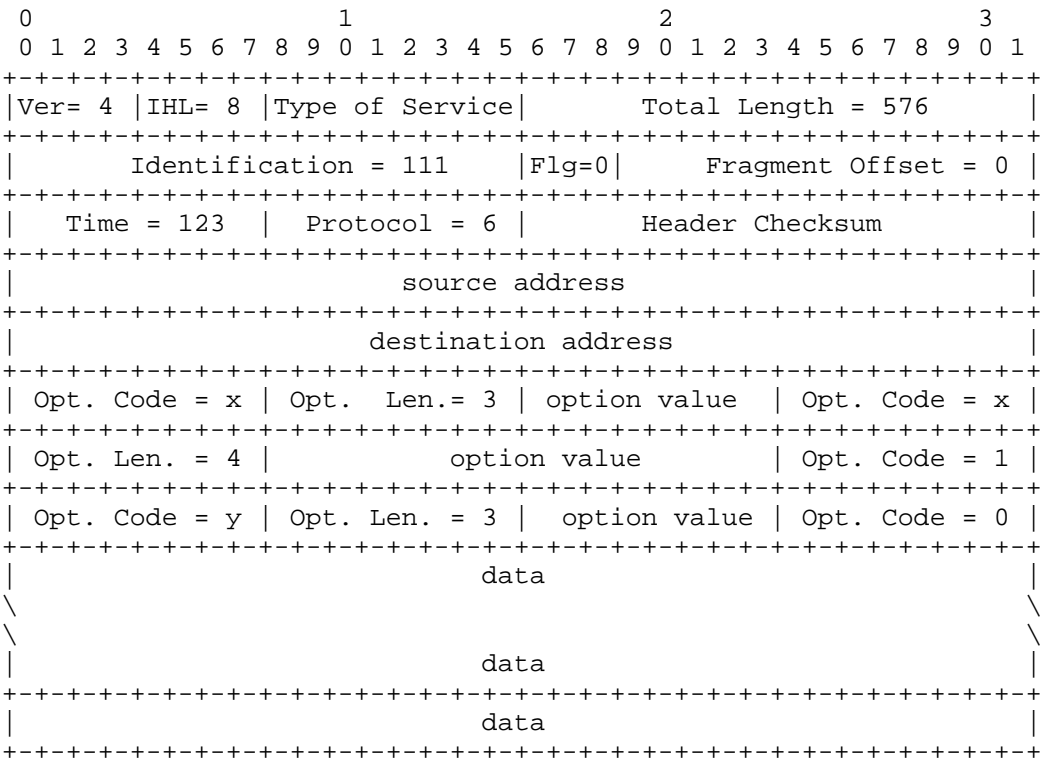 0                   1                   2                   3
 0 1 2 3 4 5 6 7 8 9 0 1 2 3 4 5 6 7 8 9 0 1 2 3 4 5 6 7 8 9 0 1
+-+-+-+-+-+-+-+-+-+-+-+-+-+-+-+-+-+-+-+-+-+-+-+-+-+-+-+-+-+-+-+-+
|Ver= 4 |IHL= 8 |Type of Service|       Total Length = 576      |
+-+-+-+-+-+-+-+-+-+-+-+-+-+-+-+-+-+-+-+-+-+-+-+-+-+-+-+-+-+-+-+-+
|       Identification = 111    |Flg=0|     Fragment Offset = 0 |
+-+-+-+-+-+-+-+-+-+-+-+-+-+-+-+-+-+-+-+-+-+-+-+-+-+-+-+-+-+-+-+-+
|   Time = 123  |  Protocol = 6 |       Header Checksum         |
+-+-+-+-+-+-+-+-+-+-+-+-+-+-+-+-+-+-+-+-+-+-+-+-+-+-+-+-+-+-+-+-+
|                        source address                         |
+-+-+-+-+-+-+-+-+-+-+-+-+-+-+-+-+-+-+-+-+-+-+-+-+-+-+-+-+-+-+-+-+
|                      destination address                      |
+-+-+-+-+-+-+-+-+-+-+-+-+-+-+-+-+-+-+-+-+-+-+-+-+-+-+-+-+-+-+-+-+
| Opt. Code = x | Opt.  Len.= 3 | option value  | Opt. Code = x |
+-+-+-+-+-+-+-+-+-+-+-+-+-+-+-+-+-+-+-+-+-+-+-+-+-+-+-+-+-+-+-+-+
| Opt. Len. = 4 |           option value        | Opt. Code = 1 |
+-+-+-+-+-+-+-+-+-+-+-+-+-+-+-+-+-+-+-+-+-+-+-+-+-+-+-+-+-+-+-+-+
| Opt. Code = y | Opt. Len. = 3 |  option value | Opt. Code = 0 |
+-+-+-+-+-+-+-+-+-+-+-+-+-+-+-+-+-+-+-+-+-+-+-+-+-+-+-+-+-+-+-+-+
|                             data                              |
\                                                               \
\                                                               \
|                             data                              |
+-+-+-+-+-+-+-+-+-+-+-+-+-+-+-+-+-+-+-+-+-+-+-+-+-+-+-+-+-+-+-+-+
|                             data                              |
+-+-+-+-+-+-+-+-+-+-+-+-+-+-+-+-+-+-+-+-+-+-+-+-+-+-+-+-+-+-+-+-+